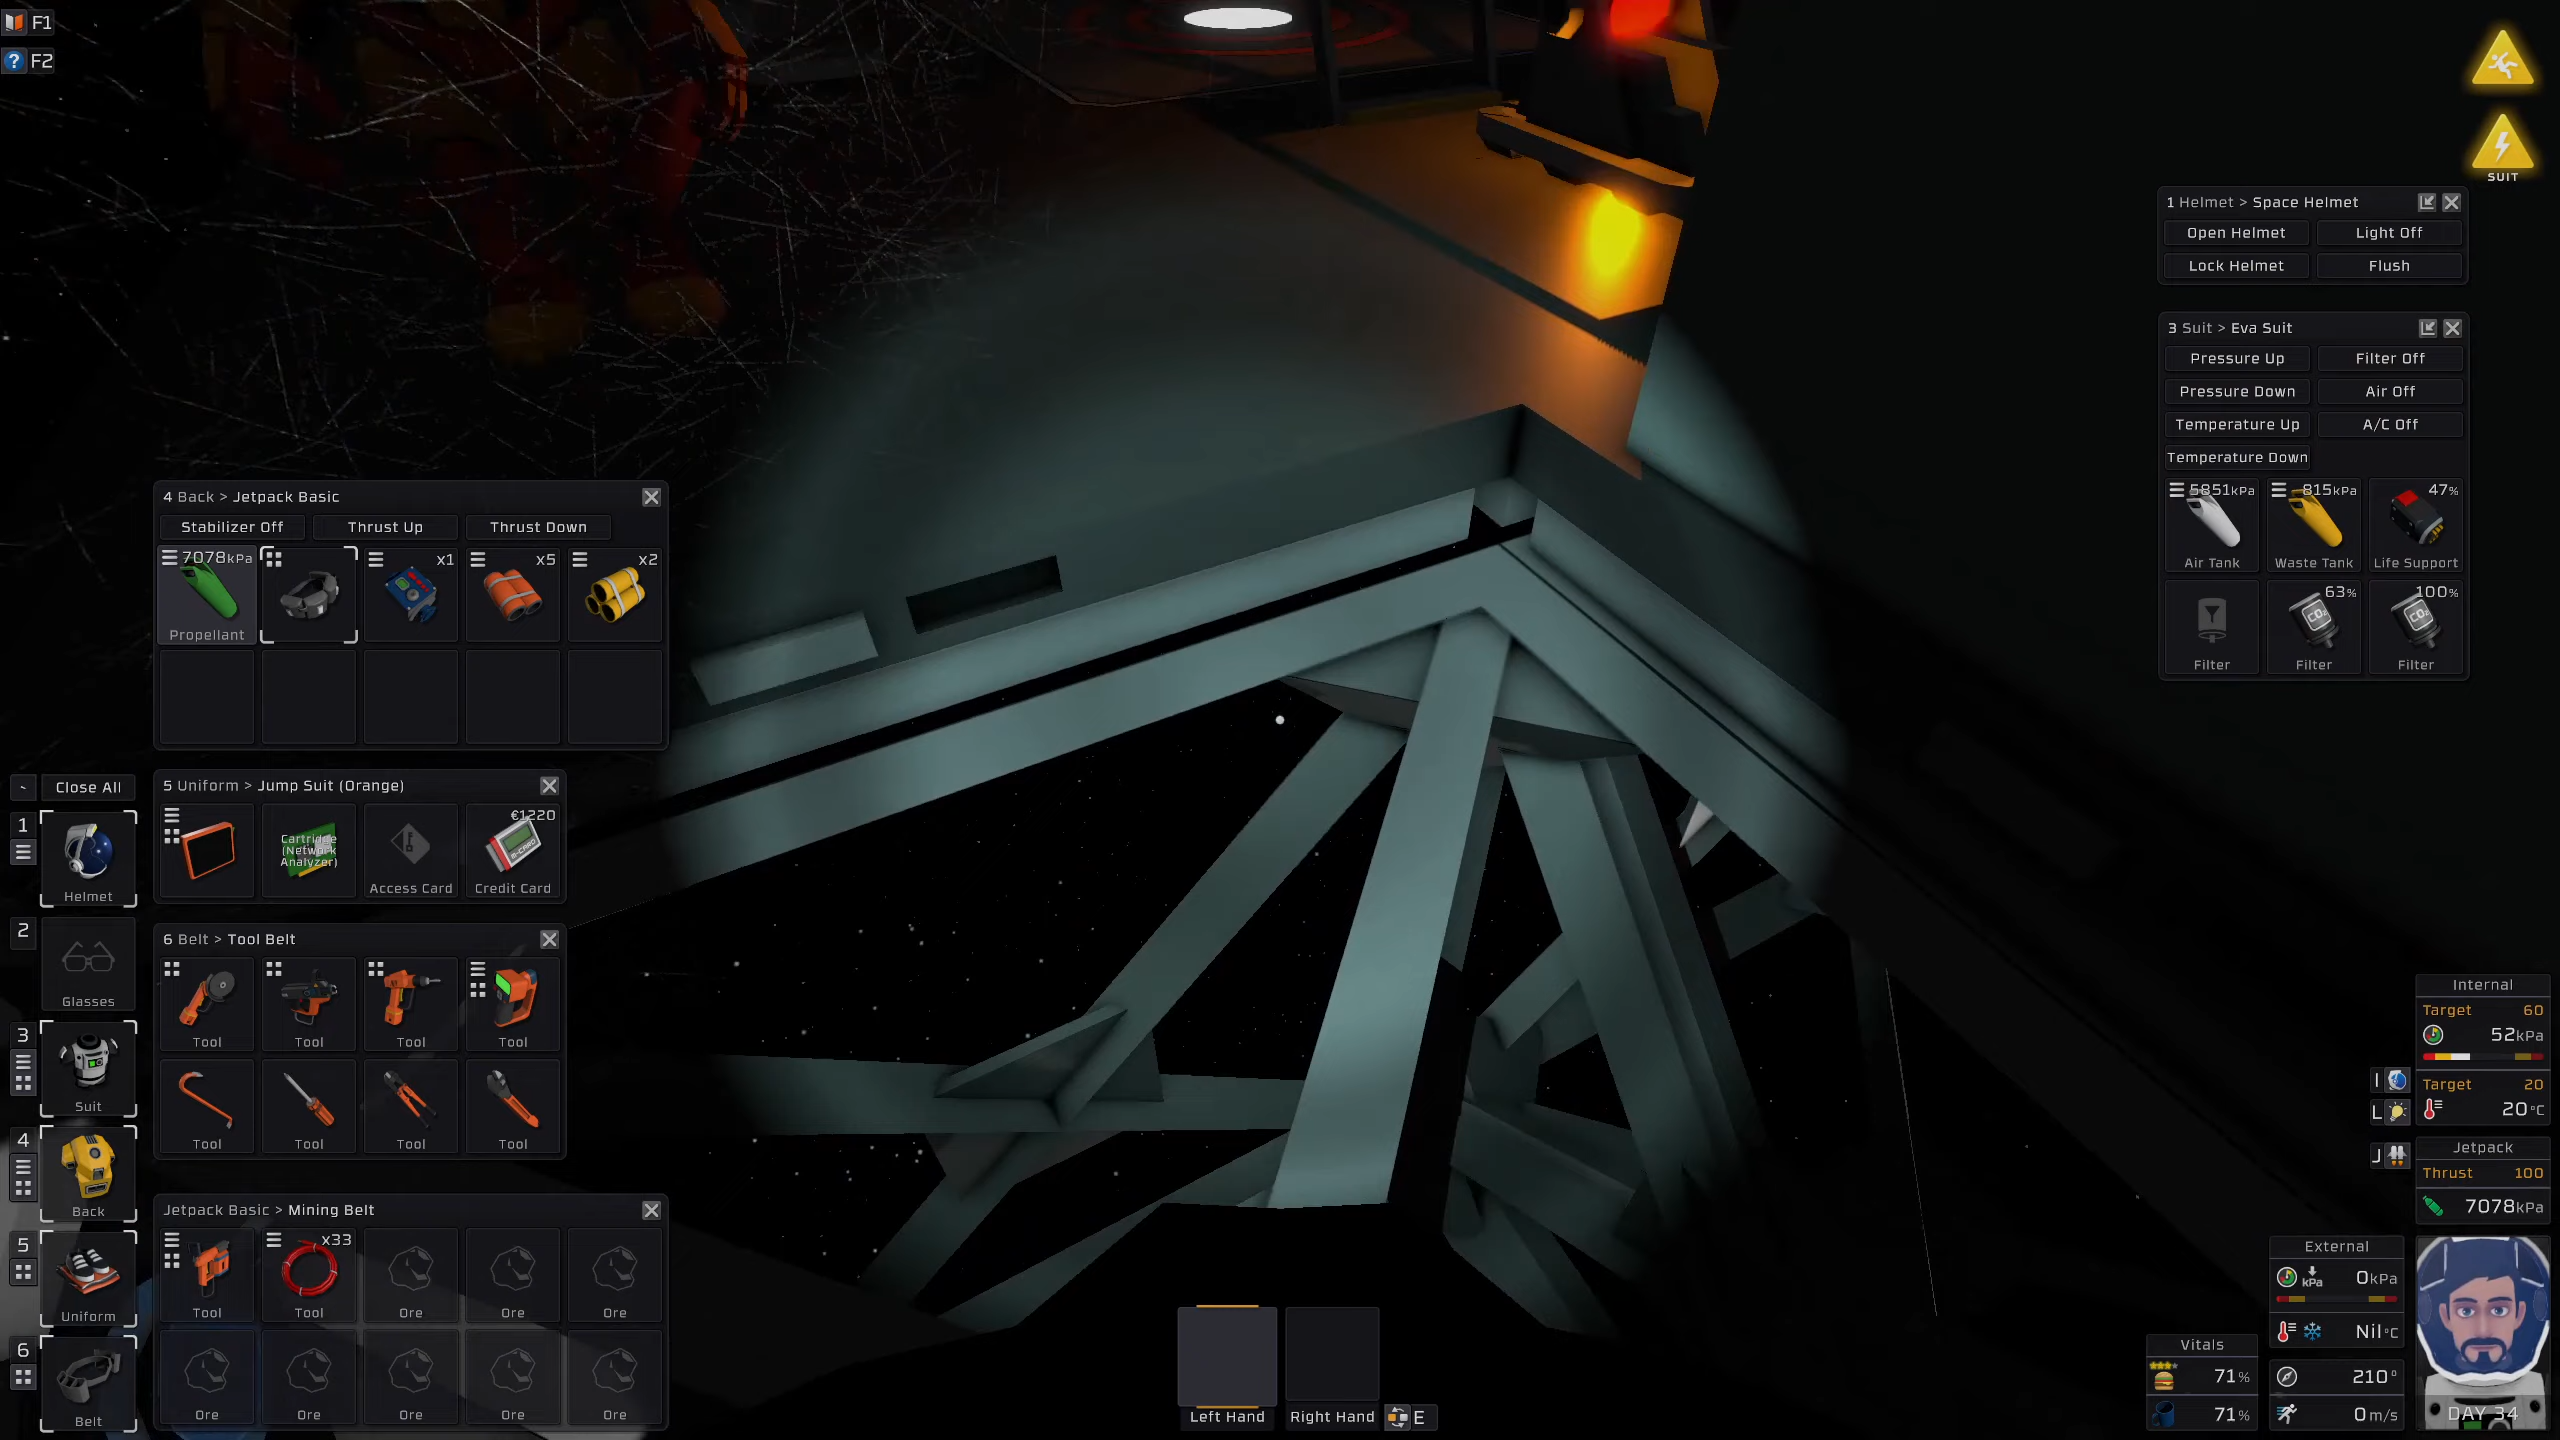 F1
F2
SUIT
1 Helmet > Space Helmet
Open Helmet
Light Off
Lock Helmet
Flush
3 Suit > Eva Suit
Pressure Up
Filter Off
Pressure Down
Air Off
Temperature Up
A/C Off
Temperature Down
5851kPa
815kPa
47%
Air Tank
Waste Tank
Life Support
63%
100%
Filter
Filter
Filter
4 Back > Jetpack Basic
Stabilizer Off
Thrust Up
Thrust Down
7078kPa
x1
x5
x2
Propellant
~
Close All
5 Uniform > Jump Suit (Orange)
€1220
Cartridge
(Network
Analyzer)
Access Card
Credit Card
1
Helmet
2
Glasses
3
Suit
4
Back
5
Uniform
6
Belt
6 Belt > Tool Belt
Tool
Tool
Tool
Tool
Tool
Tool
Tool
Tool
Jetpack Basic > Mining Belt
x33
Tool
Tool
Ore
Ore
Ore
Ore
Ore
Ore
Ore
Ore
Left Hand
Right Hand
E
Internal
Target 60
52kPa
Target 20
20°C
I
L
J
Jetpack
Thrust 100
7078kPa
External
kPa
0kPa
Nil°C
Vitals
71%
71%
210°
0m/s
DAY 34